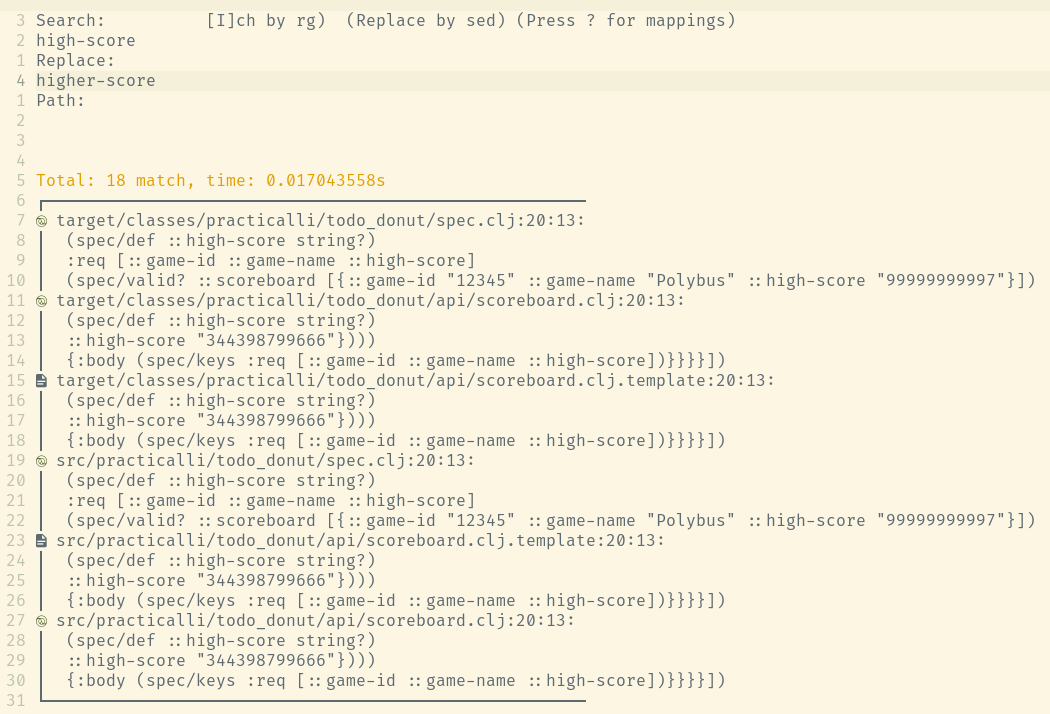 3 Search:          [I]ch by rg)  (Replace by sed) (Press ? for mappings)
2 high-score
1 Replace:
4 higher-score
1 Path:
2
3
4
5 Total: 18 match, time: 0.017043558s
6
7 target/classes/practicalli/todo_donut/spec.clj:20:13:
8 (spec/def ::high-score string?)
9 :req [::game-id ::game-name ::high-score]
10 (spec/valid? ::scoreboard [{::game-id "12345" ::game-name "Polybus" ::high-score "99999999997"}])
11 target/classes/practicalli/todo_donut/api/scoreboard.clj:20:13:
12 (spec/def ::high-score string?)
13 ::high-score "344398799666"})))
14 {:body (spec/keys :req [::game-id ::game-name ::high-score])}}}}])
15 target/classes/practicalli/todo_donut/api/scoreboard.clj.template:20:13:
16 (spec/def ::high-score string?)
17 ::high-score "344398799666"})))
18 {:body (spec/keys :req [::game-id ::game-name ::high-score])}}}}])
19 src/practicalli/todo_donut/spec.clj:20:13:
20 (spec/def ::high-score string?)
21 :req [::game-id ::game-name ::high-score]
22 (spec/valid? ::scoreboard [{::game-id "12345" ::game-name "Polybus" ::high-score "99999999997"}])
23 src/practicalli/todo_donut/api/scoreboard.clj.template:20:13:
24 (spec/def ::high-score string?)
25 ::high-score "344398799666"})))
26 {:body (spec/keys :req [::game-id ::game-name ::high-score])}}}}])
27 src/practicalli/todo_donut/api/scoreboard.clj:20:13:
28 (spec/def ::high-score string?)
29 ::high-score "344398799666"})))
30 {:body (spec/keys :req [::game-id ::game-name ::high-score])}}}}])
31